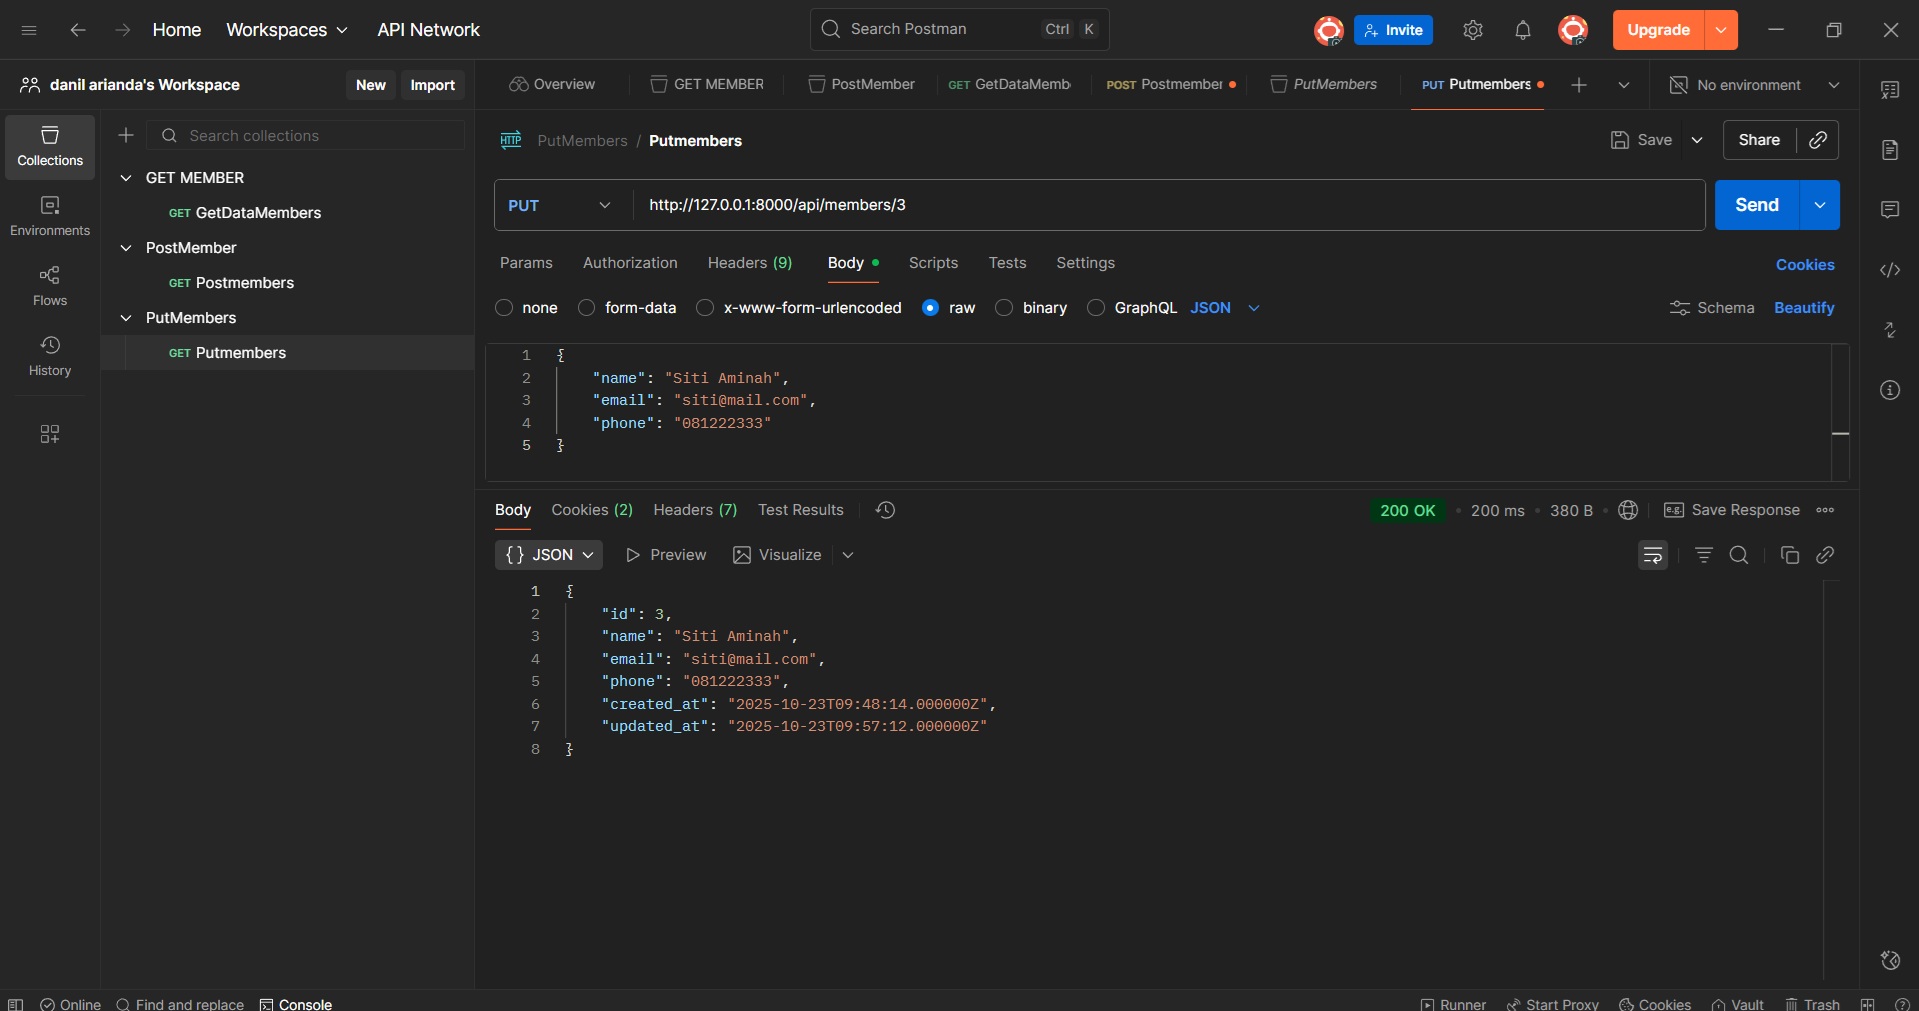 Home Workspaces API Network Search Postman Ctrl K Invite Upgrade
danil arianda's Workspace New Import Overview GET MEMBER PostMember GET GetDataMemb POST Postmember PutMembers PUT Putmembers No environment
Collections
Search collections
PutMembers / Putmembers Save Share
GET MEMBER
GET GetDataMembers
PUT http://127.0.0.1:8000/api/members/3 Send
Environments
PostMember
GET Postmembers
Params Authorization Headers (9) Body Scripts Tests Settings Cookies
Flows
PutMembers
none form-data x-www-form-urlencoded raw binary GraphQL JSON Schema Beautify
GET Putmembers
History
1 {
2 "name": "Siti Aminah",
3 "email": "siti@mail.com",
4 "phone": "081222333"
5 }
Body Cookies (2) Headers (7) Test Results 200 OK 200 ms 380 B e.g. Save Response
{} JSON Preview Visualize
1 {
2 "id": 3,
3 "name": "Siti Aminah",
4 "email": "siti@mail.com",
5 "phone": "081222333",
6 "created_at": "2025-10-23T09:48:14.000000Z",
7 "updated_at": "2025-10-23T09:57:12.000000Z"
8 }
Online Find and replace Console Runner Start Proxy Cookies Vault Trash